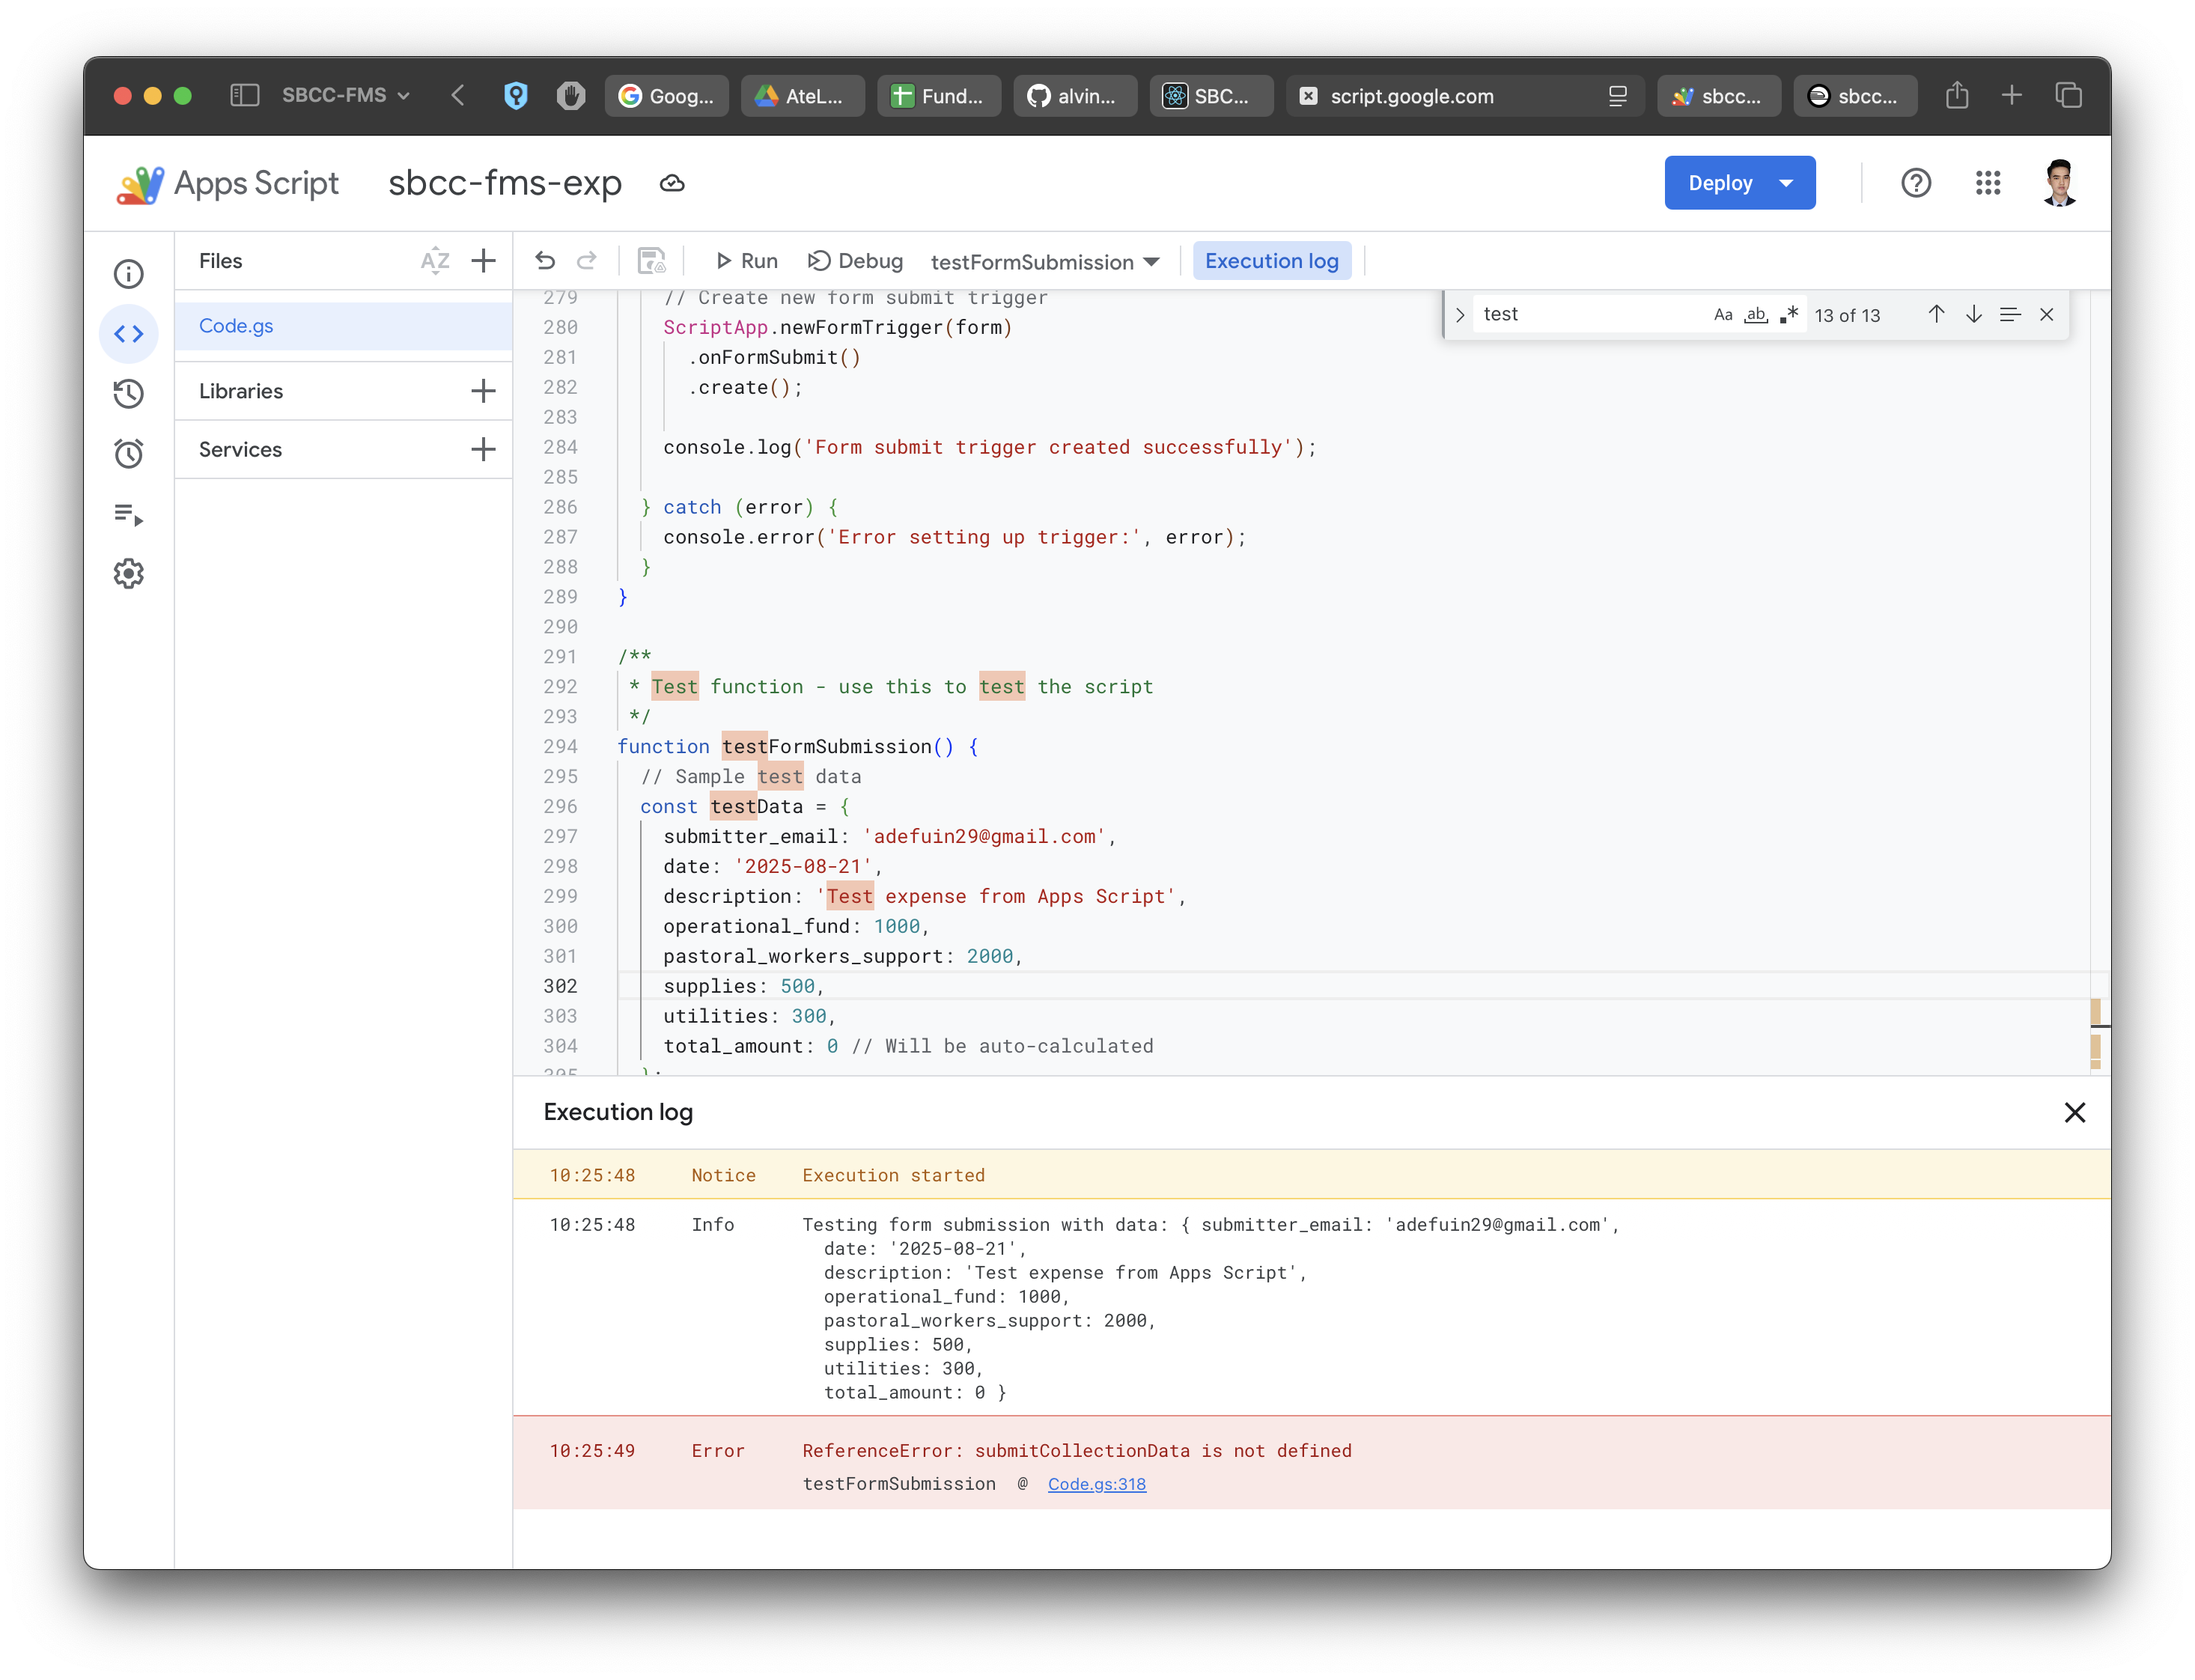 SBCC-FMS
Goog...
AteL...
Fund...
alvin...
SBC...
script.google.com
sbcc...
sbcc...
Apps Script
sbcc-fms-exp
Deploy
Files
AZ
Run
Debug
testFormSubmission
Execution log
Code.gs
Libraries
Services
test
Aa
ab
13 of 13
279 // Create new form submit trigger
280 ScriptApp.newFormTrigger(form)
281 .onFormSubmit()
282 .create();
283
284 console.log('Form submit trigger created successfully');
285
286 } catch (error) {
287 console.error('Error setting up trigger:', error);
288 }
289 }
290
291 /**
292 * Test function - use this to test the script
293 */
294 function testFormSubmission() {
295 // Sample test data
296 const testData = {
297 submitter_email: 'adefuin29@gmail.com',
298 date: '2025-08-21',
299 description: 'Test expense from Apps Script',
300 operational_fund: 1000,
301 pastoral_workers_support: 2000,
302 supplies: 500,
303 utilities: 300,
304 total_amount: 0 // Will be auto-calculated
305 };
Execution log
10:25:48 Notice Execution started
10:25:48 Info Testing form submission with data: { submitter_email: 'adefuin29@gmail.com',
date: '2025-08-21',
description: 'Test expense from Apps Script',
operational_fund: 1000,
pastoral_workers_support: 2000,
supplies: 500,
utilities: 300,
total_amount: 0 }
10:25:49 Error ReferenceError: submitCollectionData is not defined
testFormSubmission @ Code.gs:318